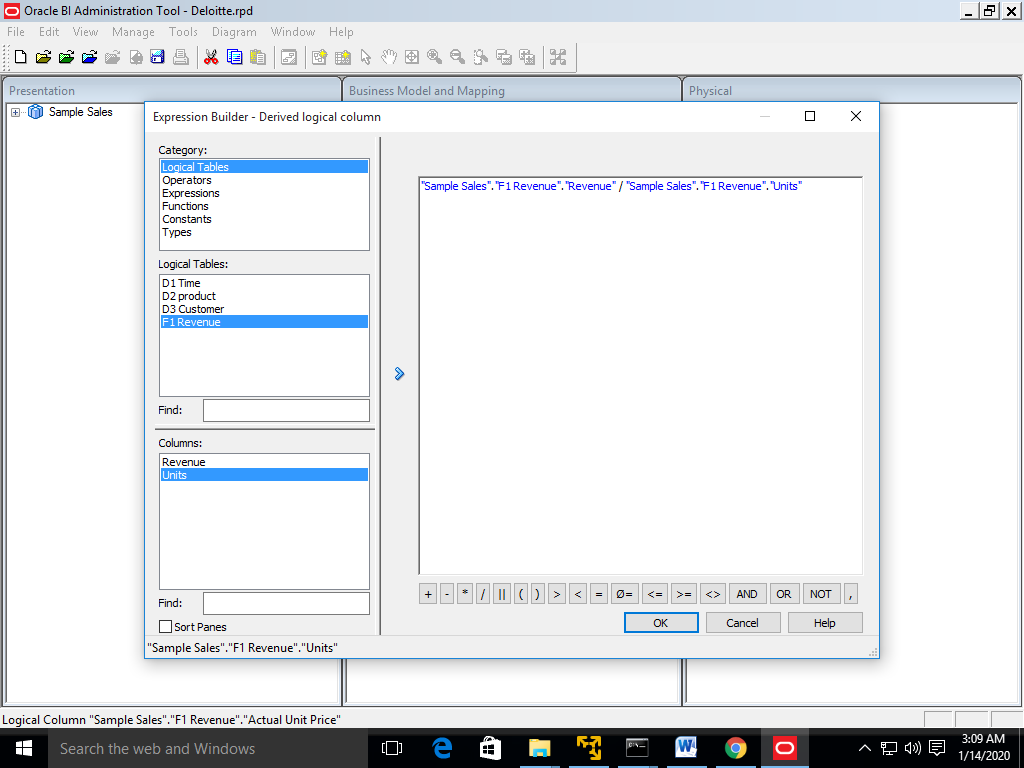 Oracle BI Administration Tool - Deloitte.rpd
File Edit View Manage Tools Diagram Window Help
Presentation
Business Model and Mapping
Physical
Sample Sales
Expression Builder - Derived logical column
Category:
Logical Tables
Operators
Expressions
Functions
Constants
Types
Logical Tables:
D1 Time
D2 product
D3 Customer
F1 Revenue
Find:
Columns:
Revenue
Units
Find:
Sort Panes
"Sample Sales"."F1 Revenue"."Revenue" / "Sample Sales"."F1 Revenue"."Units"
+ - * / || ( ) > < = Ø= <= >= <> AND OR NOT ,
OK Cancel Help
"Sample Sales"."F1 Revenue"."Units"
Logical Column "Sample Sales"."F1 Revenue"."Actual Unit Price"
Search the web and Windows
3:09 AM
1/14/2020